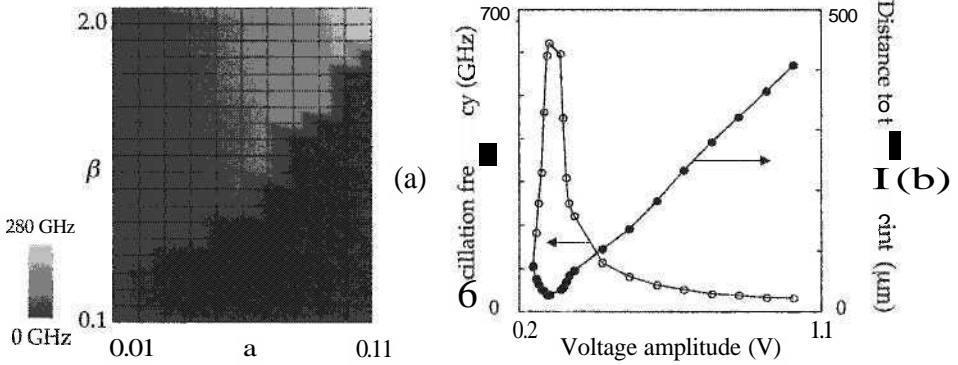 2.0
β
280 GHz
0 GHz
0.1
0.01 a 0.11
(a)
700
cillation fre cy (GHz)
6 0
0.2 1.1
Voltage amplitude (V)
500
Distance to t
I (b)
cint (μm)
0